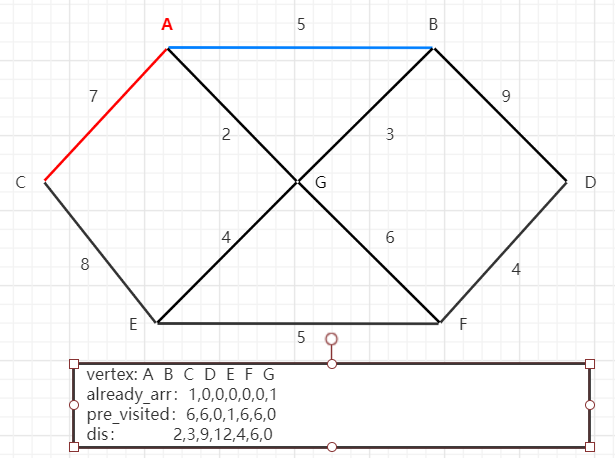 A
5
B
7
9
2
3
C
G
D
4
6
8
4
E
F
5
vertex: A B C D E F G
already_arr: 1,0,0,0,0,0,1
pre_visited: 6,6,0,1,6,6,0
dis: 2,3,9,12,4,6,0